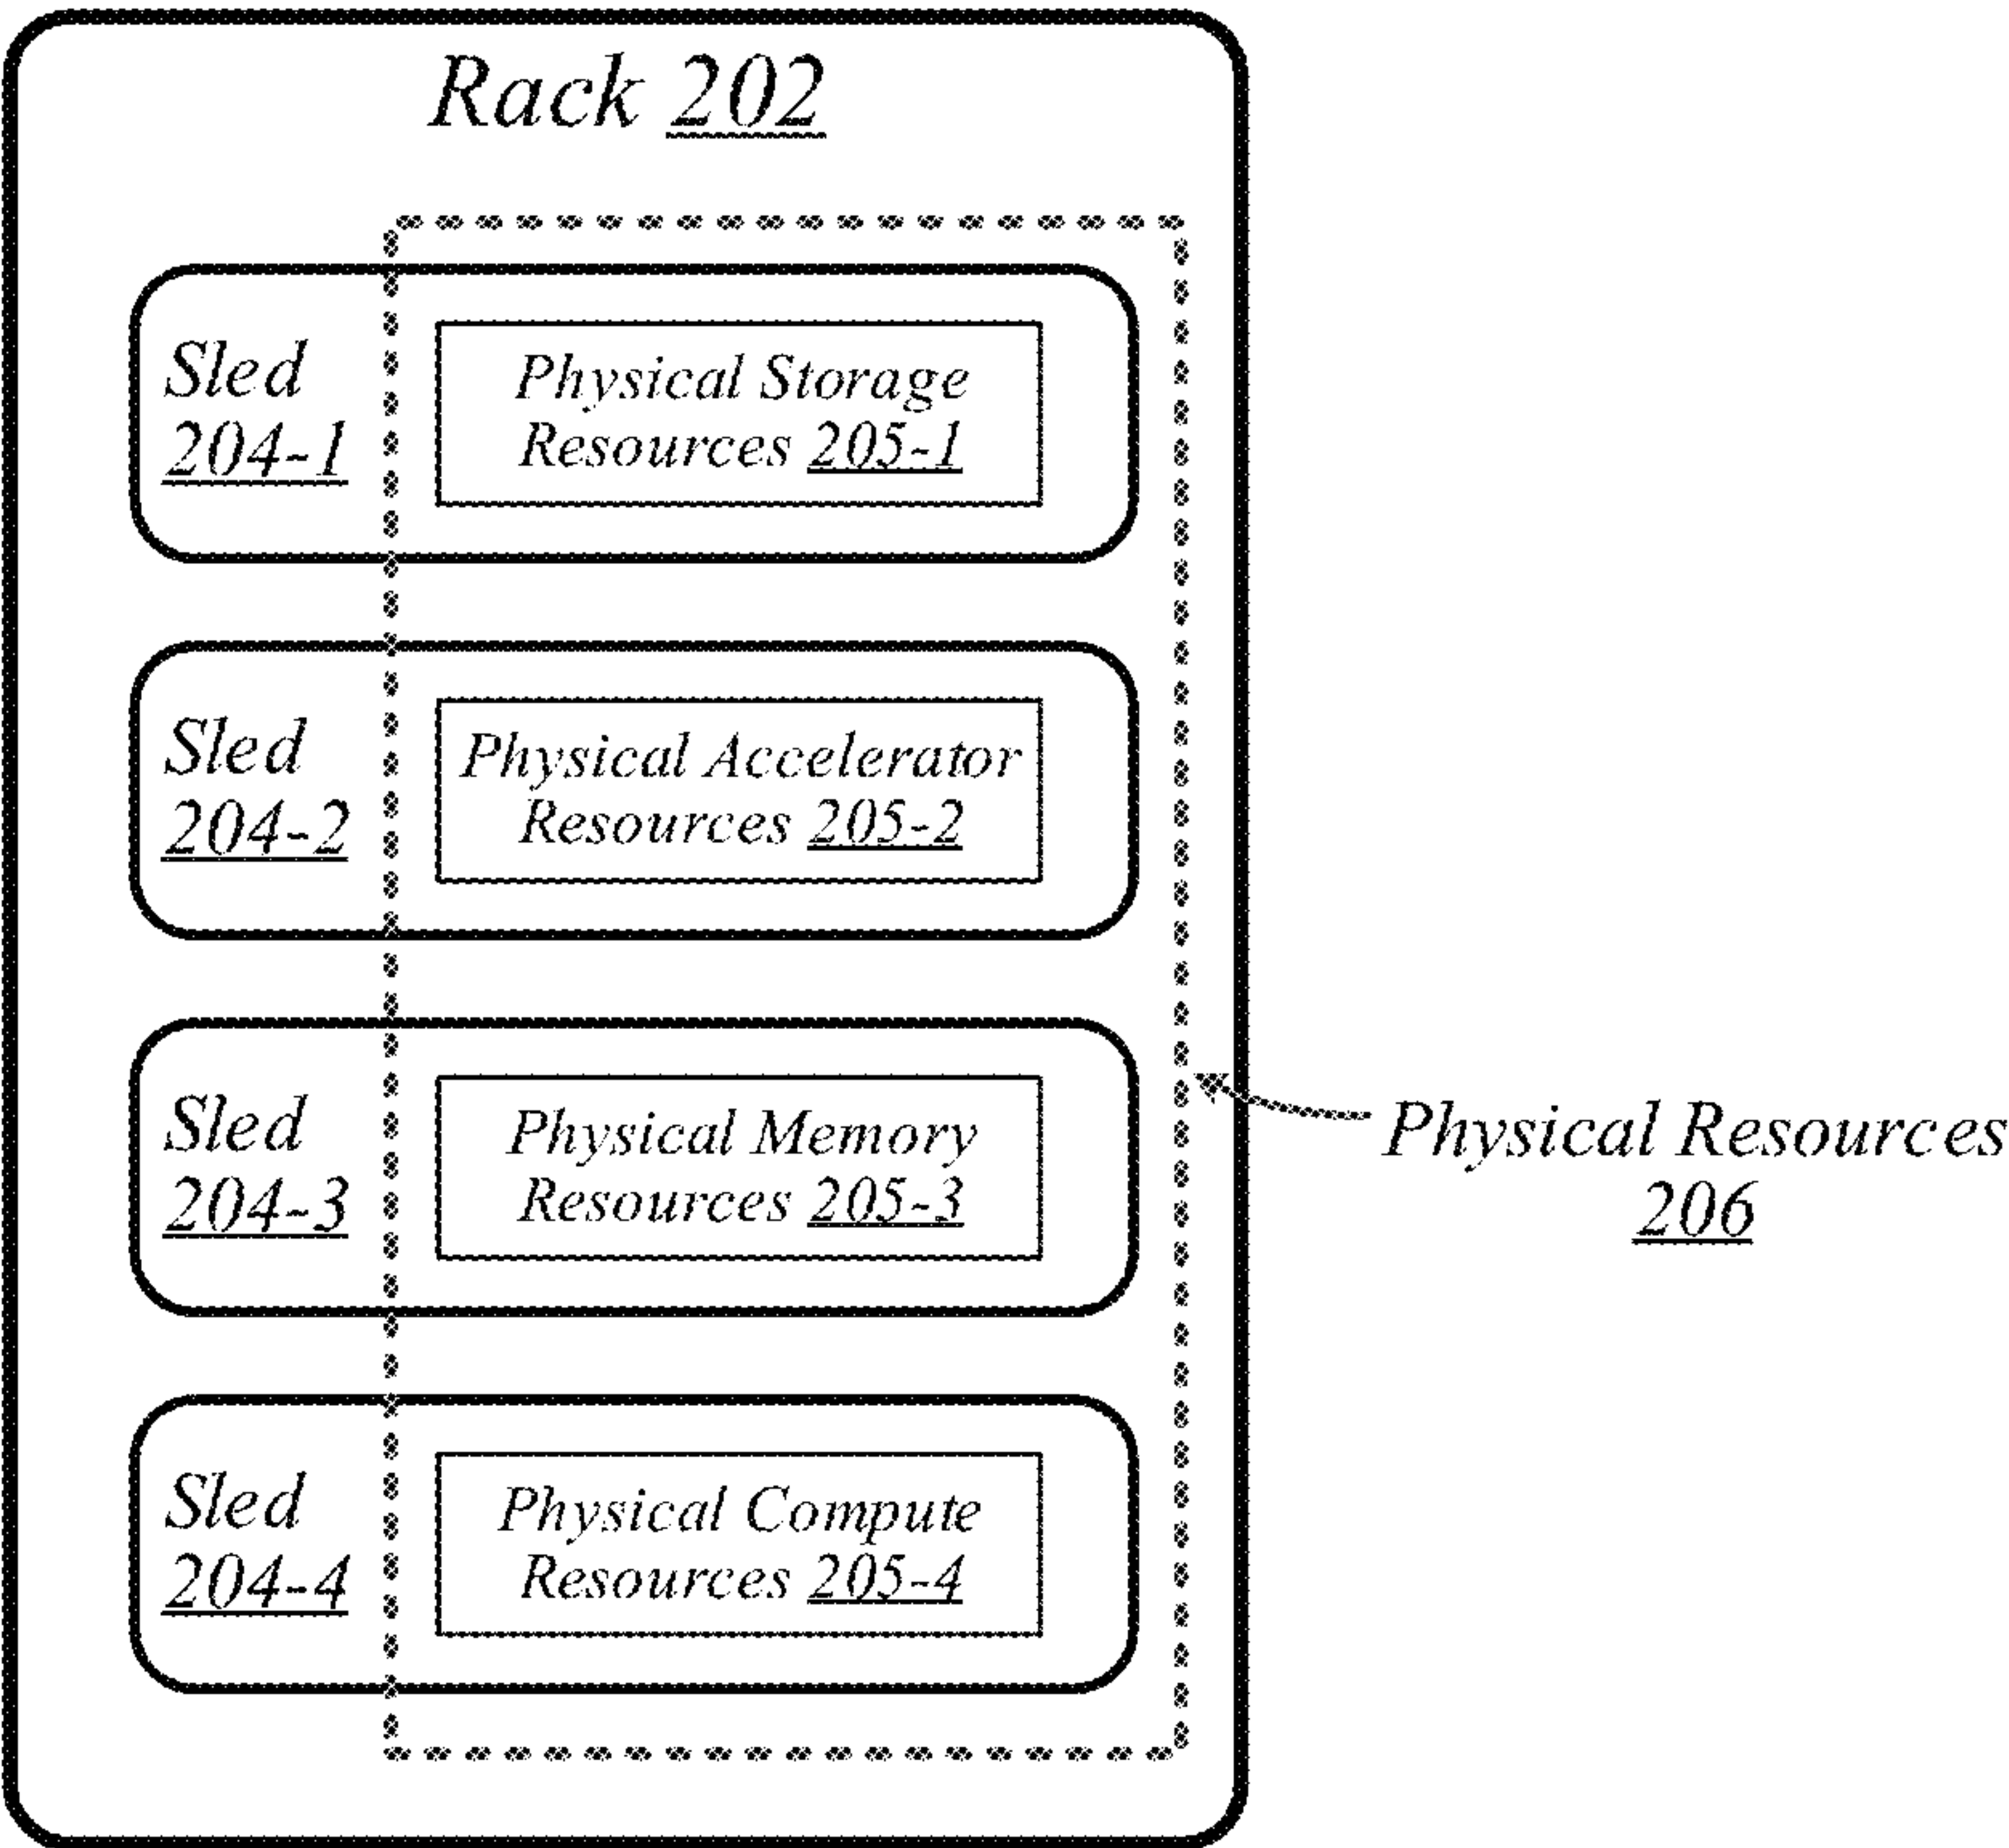 Rack 202
Sled
204-1
Physical Storage
Resources 205-1
Sled
204-2
Physical Accelerator
Resources 205-2
Sled
204-3
Physical Memory
Resources 205-3
Physical Resources
206
Sled
204-4
Physical Compute
Resources 205-4